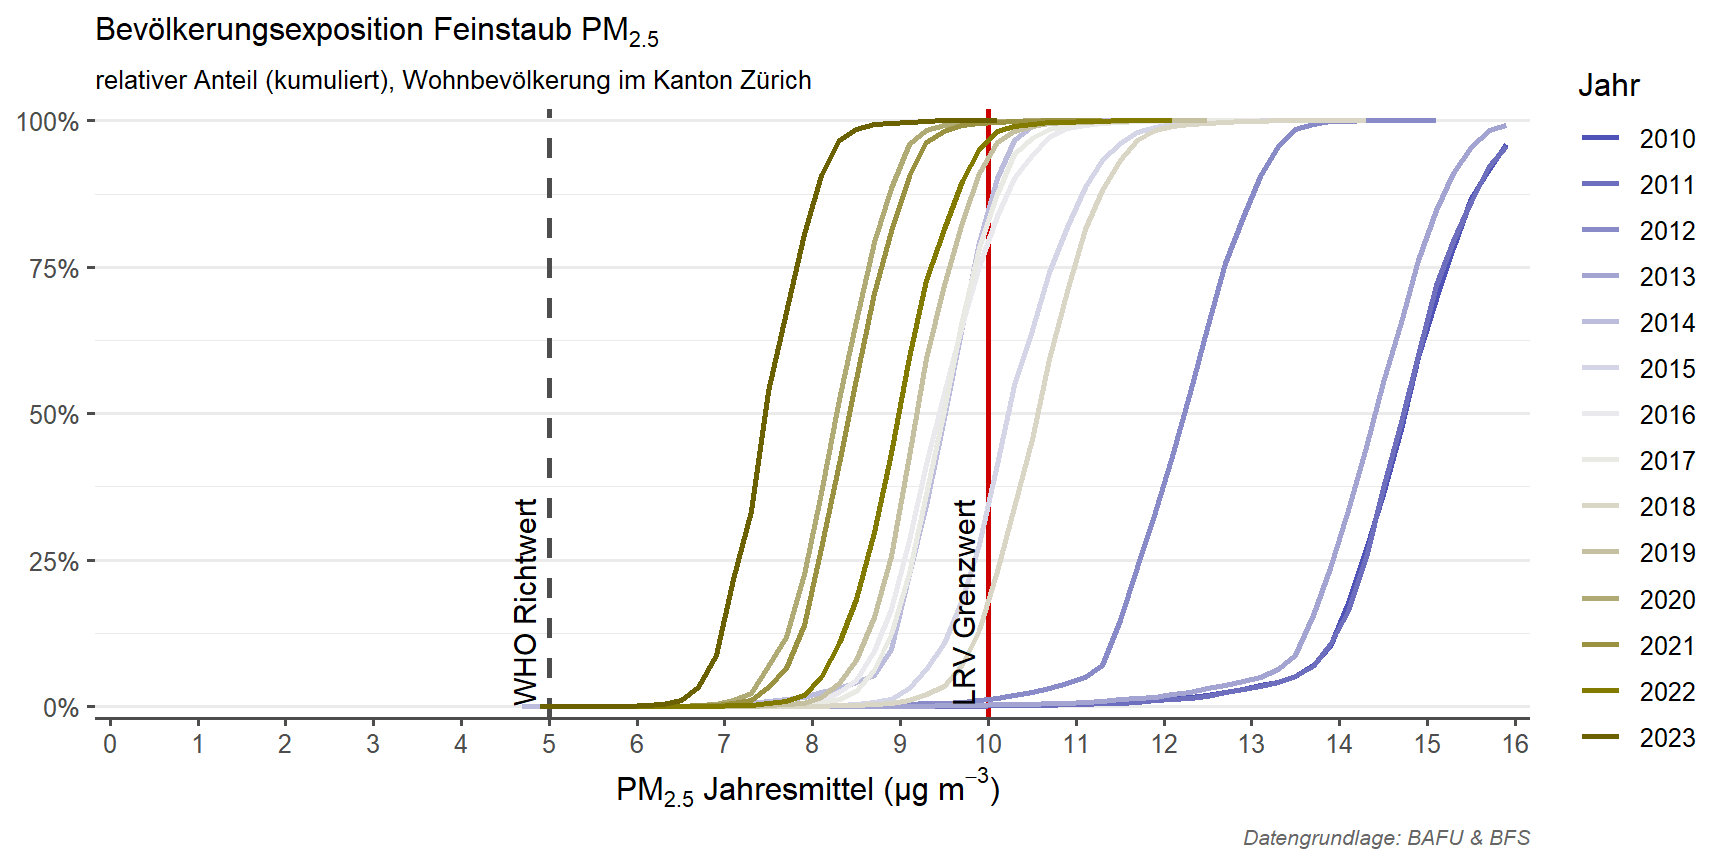 Bevölkerungsexposition Feinstaub PM2.5
relativer Anteil (kumuliert), Wohnbevölkerung im Kanton Zürich
100%
75%
50%
25%
0%
WHO Richtwert
LRV Grenzwert
0 1 2 3 4 5 6 7 8 9 10 11 12 13 14 15 16
PM2.5 Jahresmittel (µg m−3)
Jahr
2010
2011
2012
2013
2014
2015
2016
2017
2018
2019
2020
2021
2022
2023
Datengrundlage: BAFU & BFS